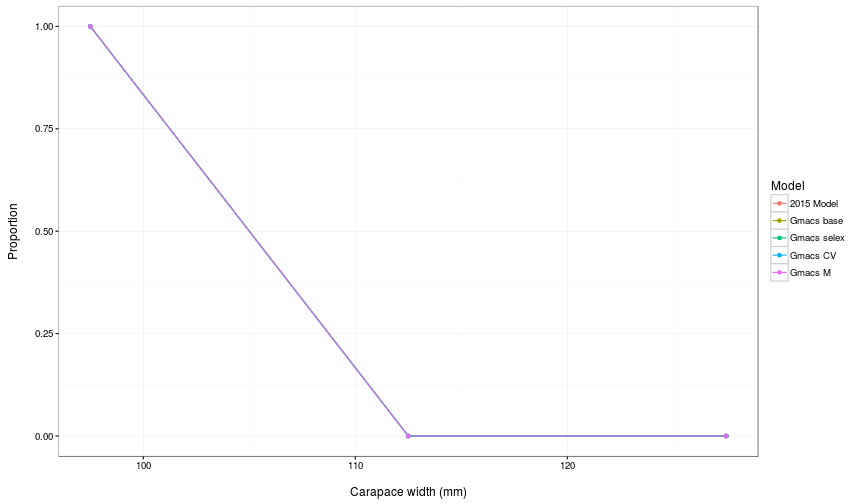 1.00
0.75
0.50
0.25
0.00
Proportion
100
110
120
Carapace width (mm)
Model
2015 Model
Gmacs base
Gmacs selex
Gmacs CV
Gmacs M